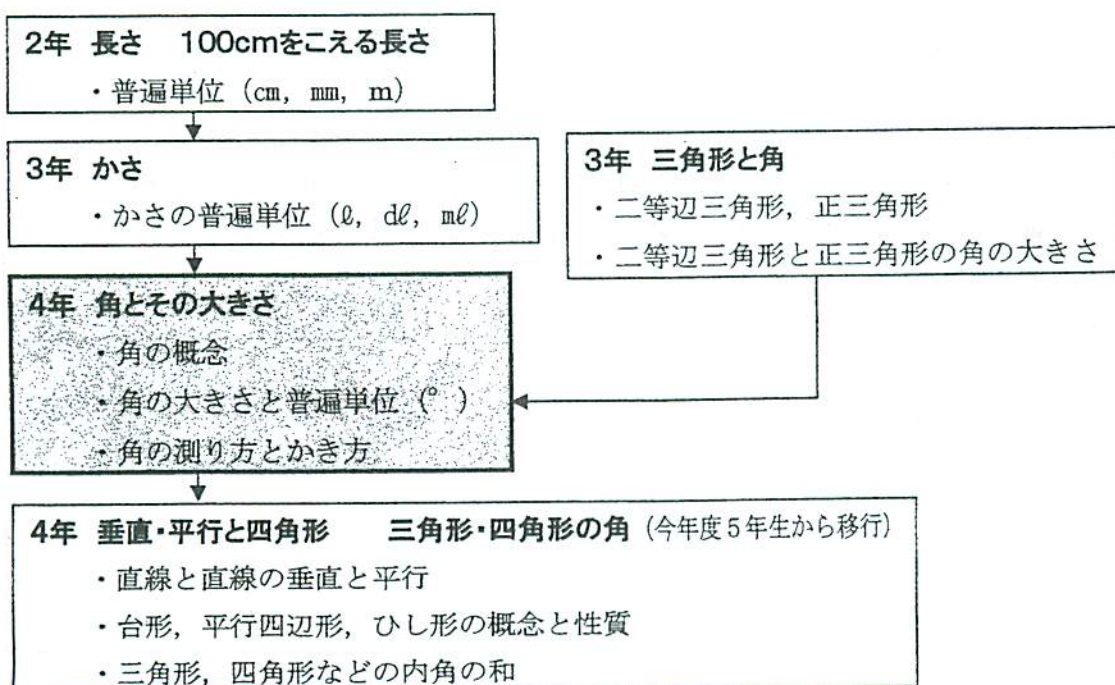 2年 長さ 100cmをこえる長さ
・普遍単位（㎝，㎜，m）
3年 かさ
・かさの普遍単位（ℓ，dℓ，mℓ）
3年 三角形と角
・二等辺三角形，正三角形
・二等辺三角形と正三角形の角の大きさ
4年 角とその大きさ
・角の概念
・角の大きさと普遍単位（°）
・角の測り方とかき方
4年 垂直・平行と四角形 三角形・四角形の角（今年度5年生から移行）
・直線と直線の垂直と平行
・台形，平行四辺形，ひし形の概念と性質
・三角形，四角形などの内角の和